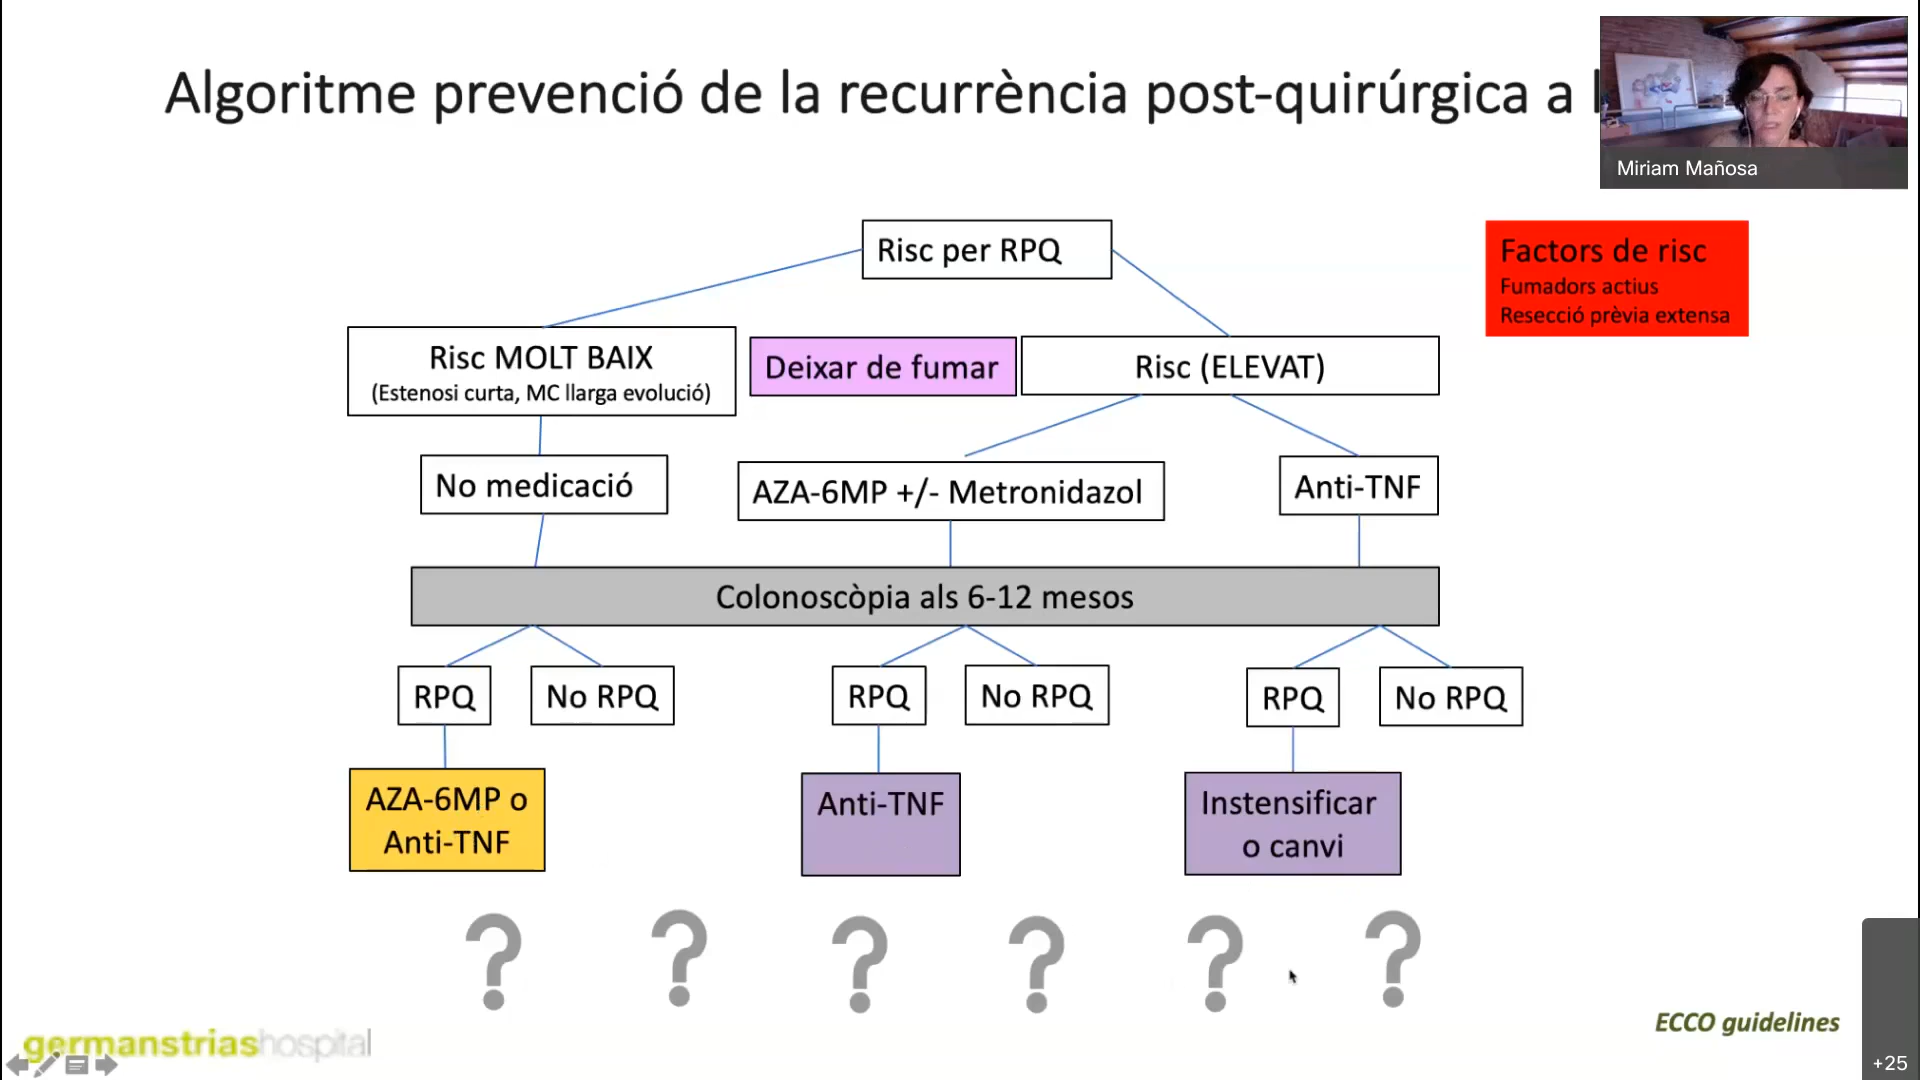 Algoritme prevenció de la recurrència post-quirúrgica a
Miriam Mañosa
Risc per RPQ
Factors de risc
Fumadors actius
Resecció prèvia extensa
Risc MOLT BAIX
(Estenosi curta, MC llarga evolució)
Deixar de fumar
Risc (ELEVAT)
No medicació
AZA-6MP +/- Metronidazol
Anti-TNF
Colonoscòpia als 6-12 mesos
RPQ
No RPQ
RPQ
No RPQ
RPQ
No RPQ
AZA-6MP o
Anti-TNF
Anti-TNF
Instensificar
o canvi
? ? ? ? ? ?
ECCO guidelines
germanstriashospital
+25